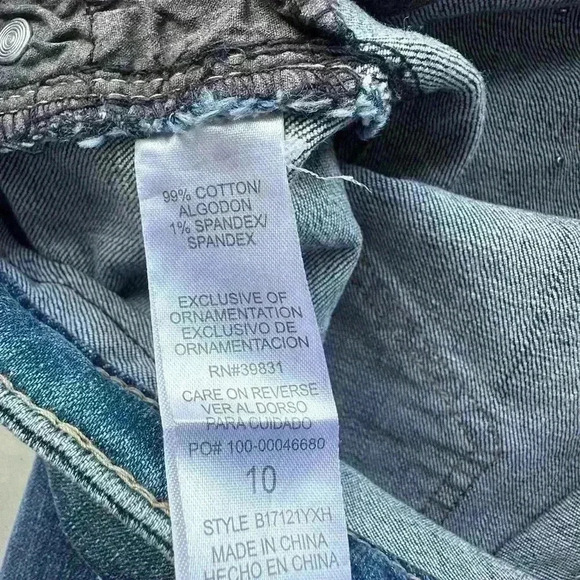 99% COTTON/
ALGODON
1% SPANDEX/
SPANDEX
EXCLUSIVE OF
ORNAMENTATION
EXCLUSIVO DE
ORNAMENTACION
RN#39831
CARE ON REVERSE
VER AL DORSO
PARA CUIDADO
PO# 100-00046680
10
STYLE B17121YXH
MADE IN CHINA
HECHO EN CHINA